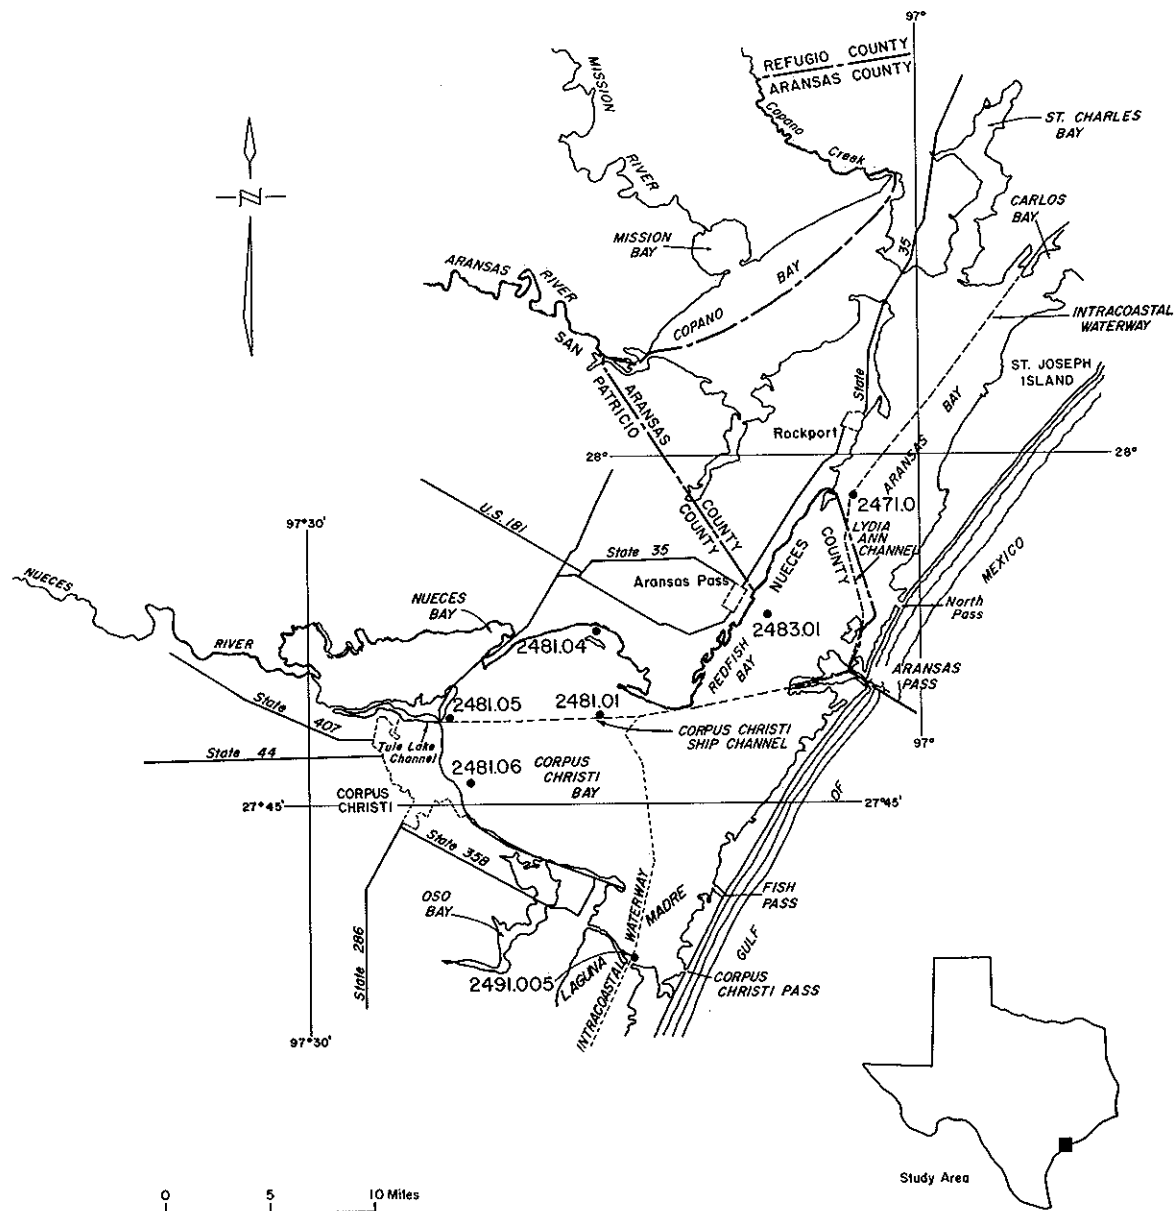 97°
REFUGIO COUNTY
ARANSAS COUNTY
MISSION
RIVER
Copano
Creek
ST. CHARLES
BAY
CARLOS
BAY
N
MISSION
BAY
35
ARANSAS
RIVER
BAY
COPANO
INTRACOASTAL
WATERWAY
SAN
PATRICIO
ARANSAS
ST. JOSEPH
ISLAND
State
BAY
Rockport
ARANSAS
28°
28°
2471.0
U.S. 181
COUNTY
COUNTY
LYDIA
ANN
CHANNEL
97°30'
State 35
NUECES
COUNTY
MEXICO
Aransas Pass
NUECES
NUECES
BAY
North
Pass
2483.01
RIVER
2481.04
REDFISH
BAY
ARANSAS
PASS
2481.05
2481.01
State
407
CORPUS CHRISTI
SHIP CHANNEL
97°
Tule Lake
Channel
State 44
2481.06
CORPUS
CHRISTI
BAY
CORPUS
CHRISTI
OF
27°45'
27°45'
State 358
WATERWAY
MADRE
FISH
PASS
OSO
BAY
GULF
State 286
2491.005
LAGUNA
INTRACOASTAL
CORPUS
CHRISTI PASS
97°30'
Study Area
0 5 10 Miles